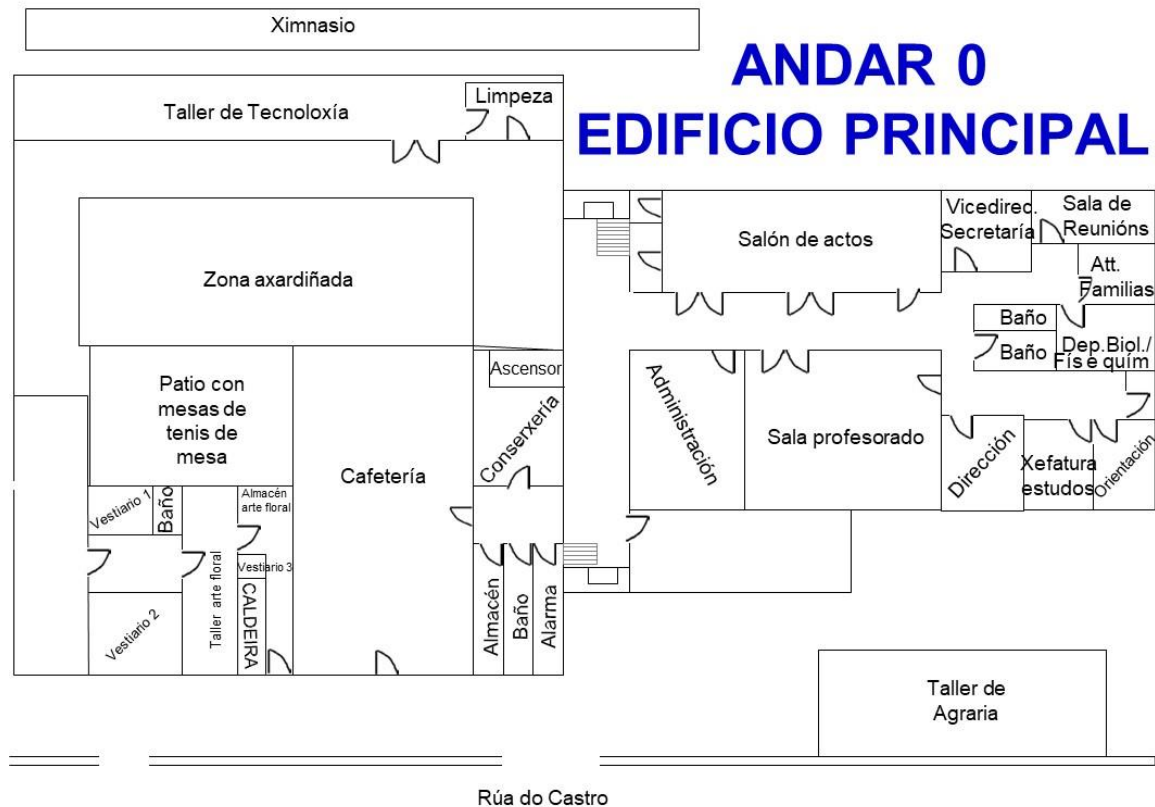 Ximnasio
ANDAR 0
EDIFICIO PRINCIPAL
Limpeza
Taller de Tecnoloxía
Vicedirec.
Secretaría
Sala de
Reunións
Salón de actos
Zona axardiñada
Att.
Familias
Baño
Baño
Dep.Biol./
Fís e quím
Ascensor
Patio con
mesas de
tenis de
mesa
Conserxería
Administración
Sala profesorado
Cafetería
Dirección
Xefatura
estudos
Orientación
Vestiario 1
Baño
Almacén
arte floral
Taller arte floral
Vestiario 3
CALDEIRA
Vestiario 2
Almacén
Baño
Alarma
Taller de
Agraria
Rúa do Castro